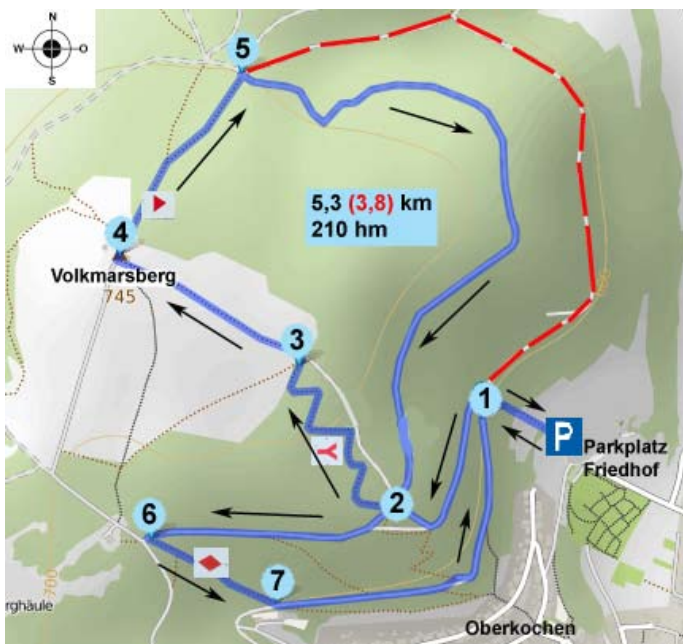 N
W O
S
5
5,3 (3,8) km
210 hm
4
Volkmarsberg
745
3
1
P
Parkplatz
Friedhof
2
6
7
700
rghäule
Oberkochen